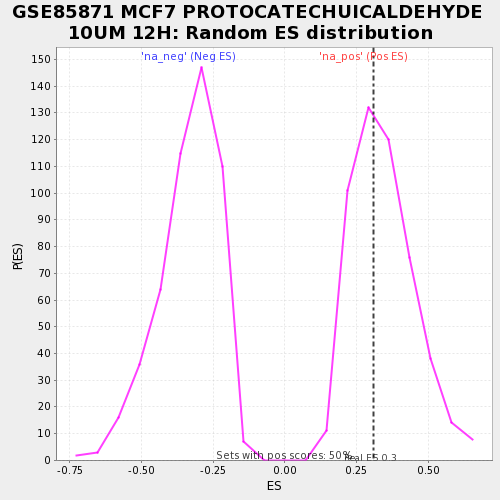 GSE85871 MCF7 PROTOCATECHUICALDEHYDE
10UM 12H: Random ES distribution
'na_neg' (Neg ES)
'na_pos' (Pos ES)
P(ES)
150
140
130
120
110
100
90
80
70
60
50
40
30
20
10
0
Sets with pos scores: 50%
Real ES 0.3
-0.75
-0.50
-0.25
0.00
0.25
0.50
ES